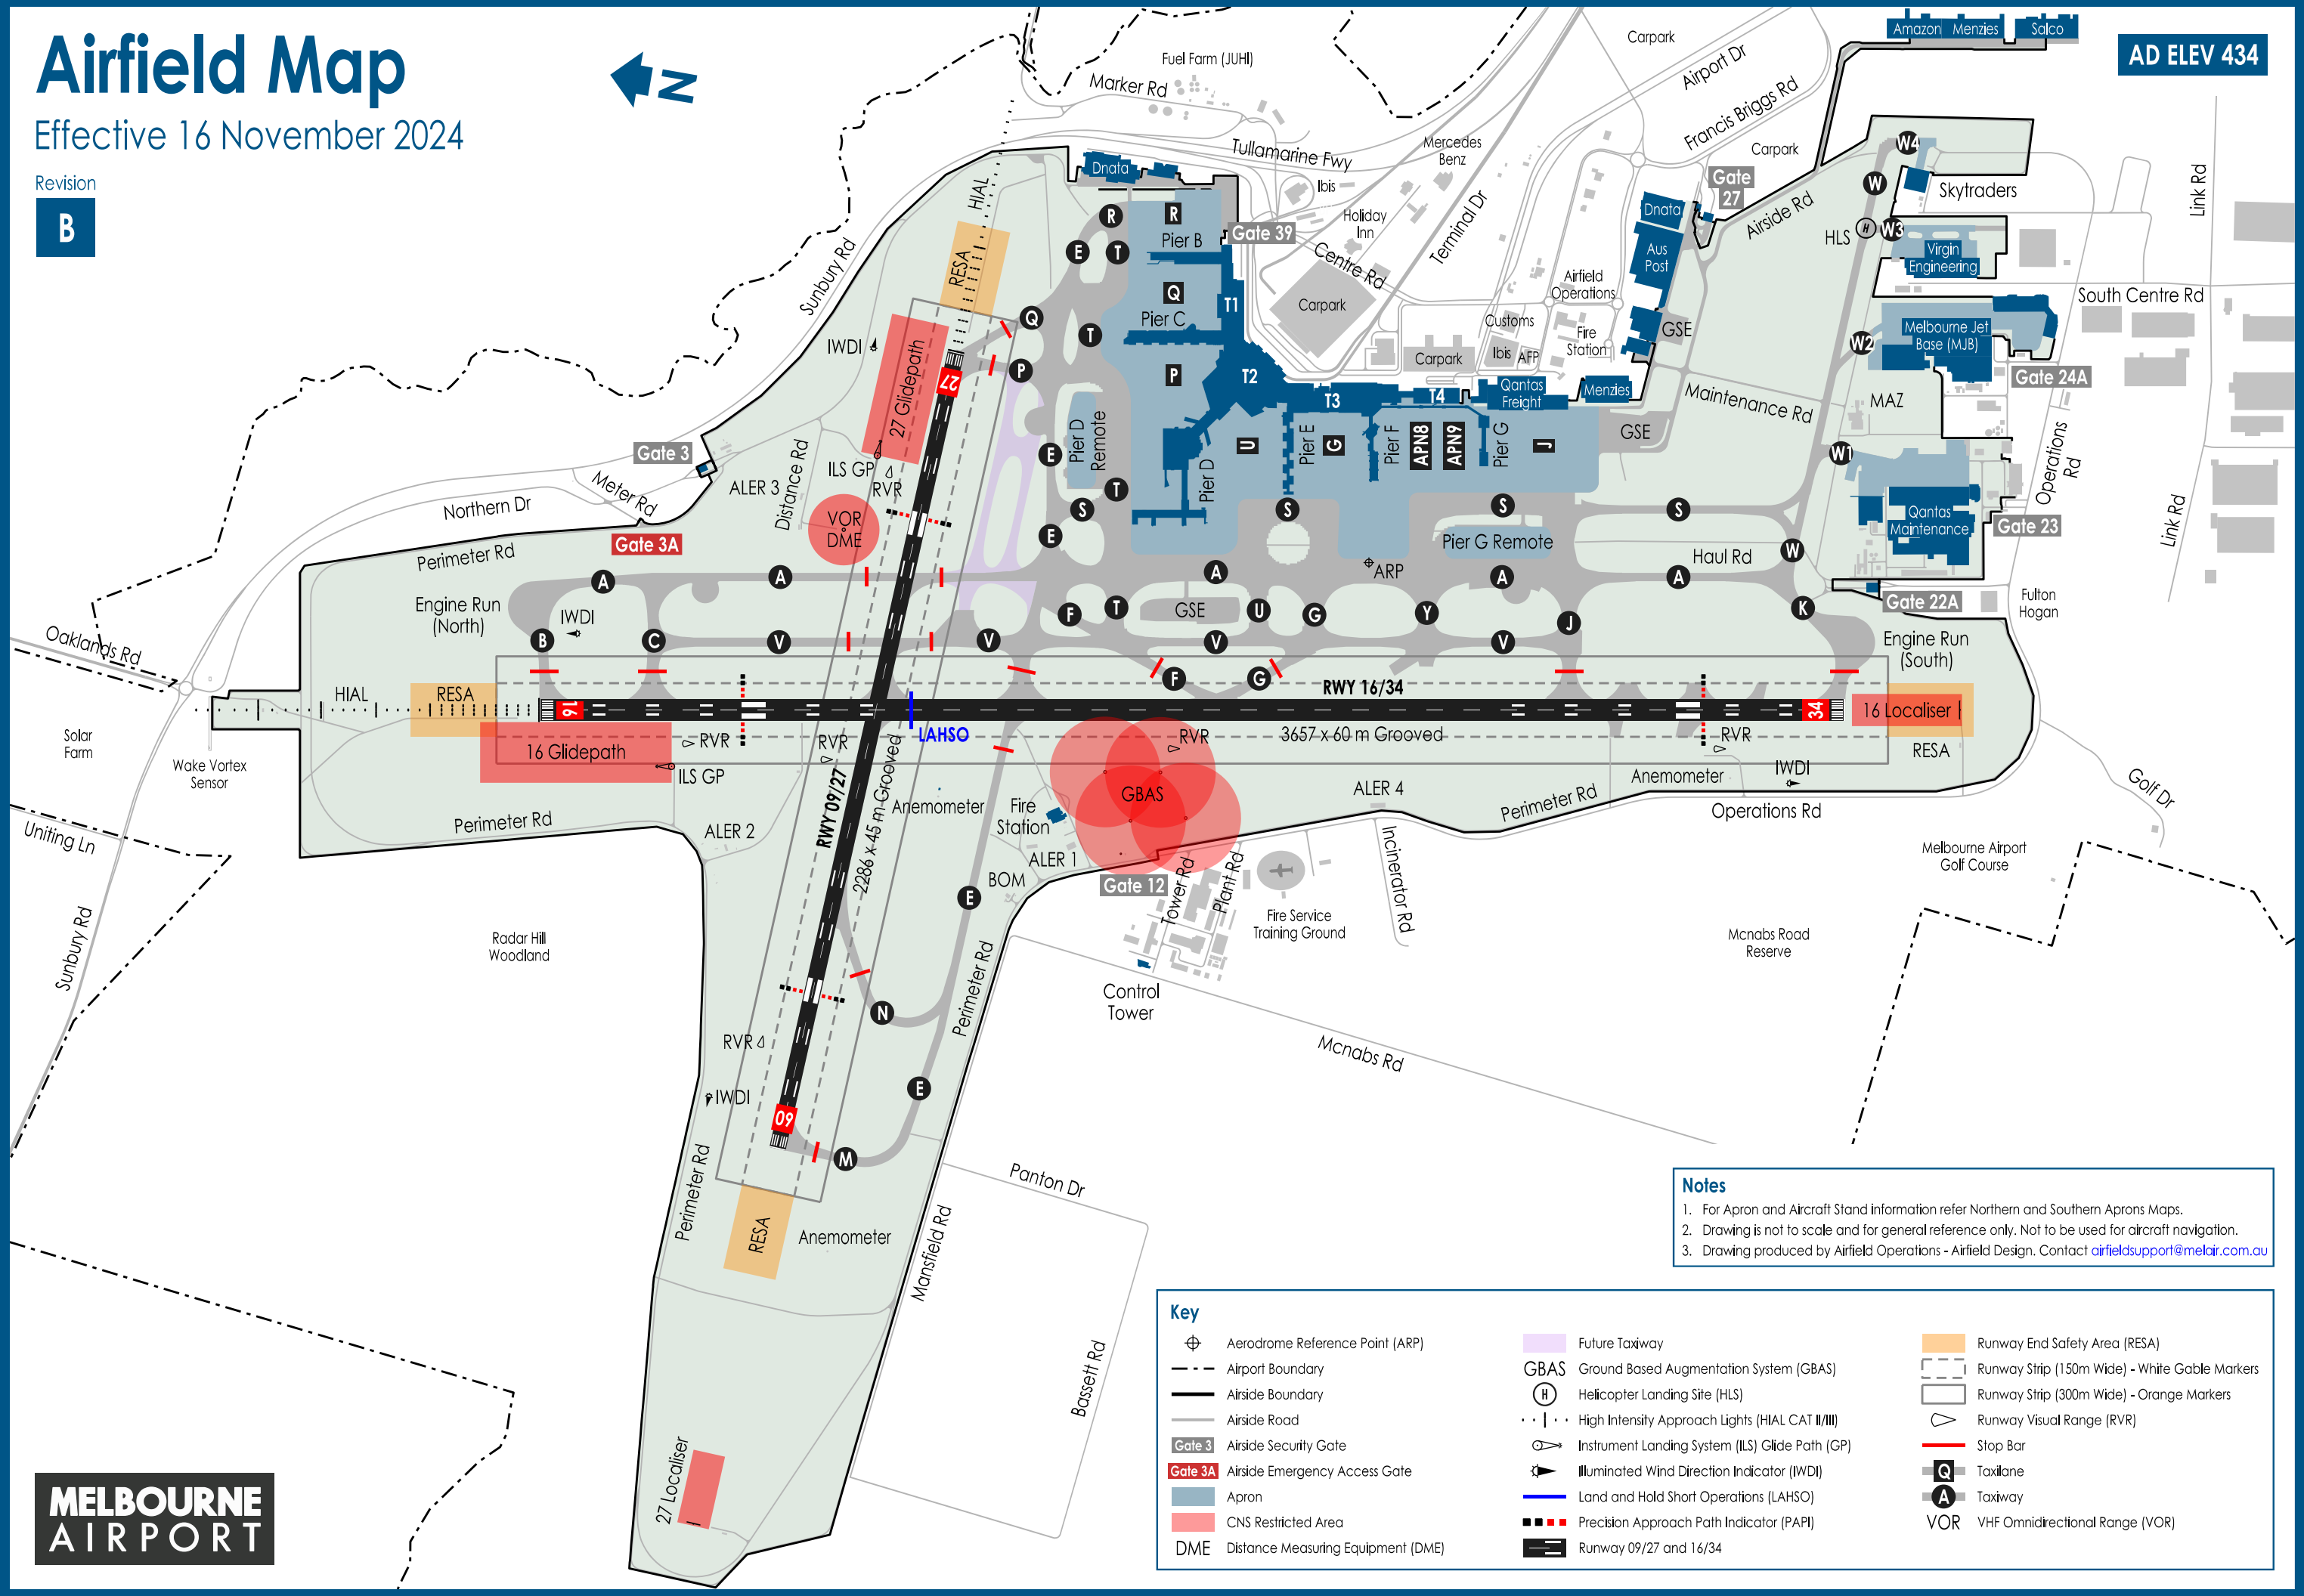 Airfield Map
Effective 16 November 2024
Revision
B
N
AD ELEV 434
Amazon
Menzies
Salco
Carpark
Fuel Farm (JUHI)
Marker Rd
Airport Dr
Francis Briggs Rd
Carpark
Tullamarine Fwy
Mercedes
Benz
Ibis
Holiday
Inn
Terminal Dr
Centre Rd
Carpark
Gate 39
Gate
27
Airside Rd
W4
W
Skytraders
HLS
H
W3
Virgin
Engineering
Link Rd
South Centre Rd
Dnata
HIAL
R
R
Pier B
E
T
RESA
Sunbury Rd
Q
Q
Pier C
T1
T
IWDI
27 Glidepath
27
P
P
T2
T3
T4
Dnata
Aus
Post
Airfield
Operations
Customs
Fire
Station
Ibis
AFP
Carpark
GSE
Qantas
Freight
Menzies
W2
Melbourne Jet
Base (MJB)
Gate 24A
MAZ
Maintenance Rd
GSE
W1
Operations
Rd
Qantas
Maintenance
Gate 23
Link Rd
Pier D
Remote
E
T
S
E
Pier D
U
Pier E
G
Pier F
APN8
APN9
Pier G
J
S
S
S
Pier G Remote
Haul Rd
W
Gate 3
Meter Rd
Northern Dr
ALER 3
Distance Rd
ILS GP
RVR
VOR
DME
Gate 3A
Perimeter Rd
A
A
A
ARP
A
A
Engine Run
(North)
IWDI
B
C
V
V
F
T
GSE
U
G
Y
J
K
V
V
F
G
Gate 22A
Fulton
Hogan
Engine Run
(South)
Oaklands Rd
HIAL
RESA
16
RWY 16/34
34
16 Localiser
RESA
16 Glidepath
RVR
ILS GP
RVR
LAHSO
RVR
3657 x 60 m Grooved
RVR
IWDI
Anemometer
Solar
Farm
Wake Vortex
Sensor
Uniting Ln
Perimeter Rd
ALER 2
RWY 09/27
2286 x 45 m Grooved
Anemometer
Fire
Station
GBAS
ALER 1
BOM
Gate 12
ALER 4
Perimeter Rd
Operations Rd
Golf Dr
Melbourne Airport
Golf Course
Tower Rd
Plant Rd
Fire Service
Training Ground
Incinerator Rd
Mcnabs Road
Reserve
Sunbury Rd
Radar Hill
Woodland
E
N
Perimeter Rd
Control
Tower
Mcnabs Rd
RVR
IWDI
E
09
M
Perimeter Rd
RESA
Anemometer
Mansfield Rd
Panton Dr
Bassett Rd
27 Localiser
MELBOURNE
AIRPORT
Notes
1. For Apron and Aircraft Stand information refer Northern and Southern Aprons Maps.
2. Drawing is not to scale and for general reference only. Not to be used for aircraft navigation.
3. Drawing produced by Airfield Operations - Airfield Design. Contact airfieldsupport@melair.com.au
Key
Aerodrome Reference Point (ARP)
Airport Boundary
Airside Boundary
Airside Road
Gate 3 Airside Security Gate
Gate 3A Airside Emergency Access Gate
Apron
CNS Restricted Area
DME Distance Measuring Equipment (DME)
Future Taxiway
GBAS Ground Based Augmentation System (GBAS)
H Helicopter Landing Site (HLS)
High Intensity Approach Lights (HIAL CAT II/III)
Instrument Landing System (ILS) Glide Path (GP)
Illuminated Wind Direction Indicator (IWDI)
Land and Hold Short Operations (LAHSO)
Precision Approach Path Indicator (PAPI)
Runway 09/27 and 16/34
Runway End Safety Area (RESA)
Runway Strip (150m Wide) - White Gable Markers
Runway Strip (300m Wide) - Orange Markers
Runway Visual Range (RVR)
Stop Bar
Q Taxilane
A Taxiway
VOR VHF Omnidirectional Range (VOR)